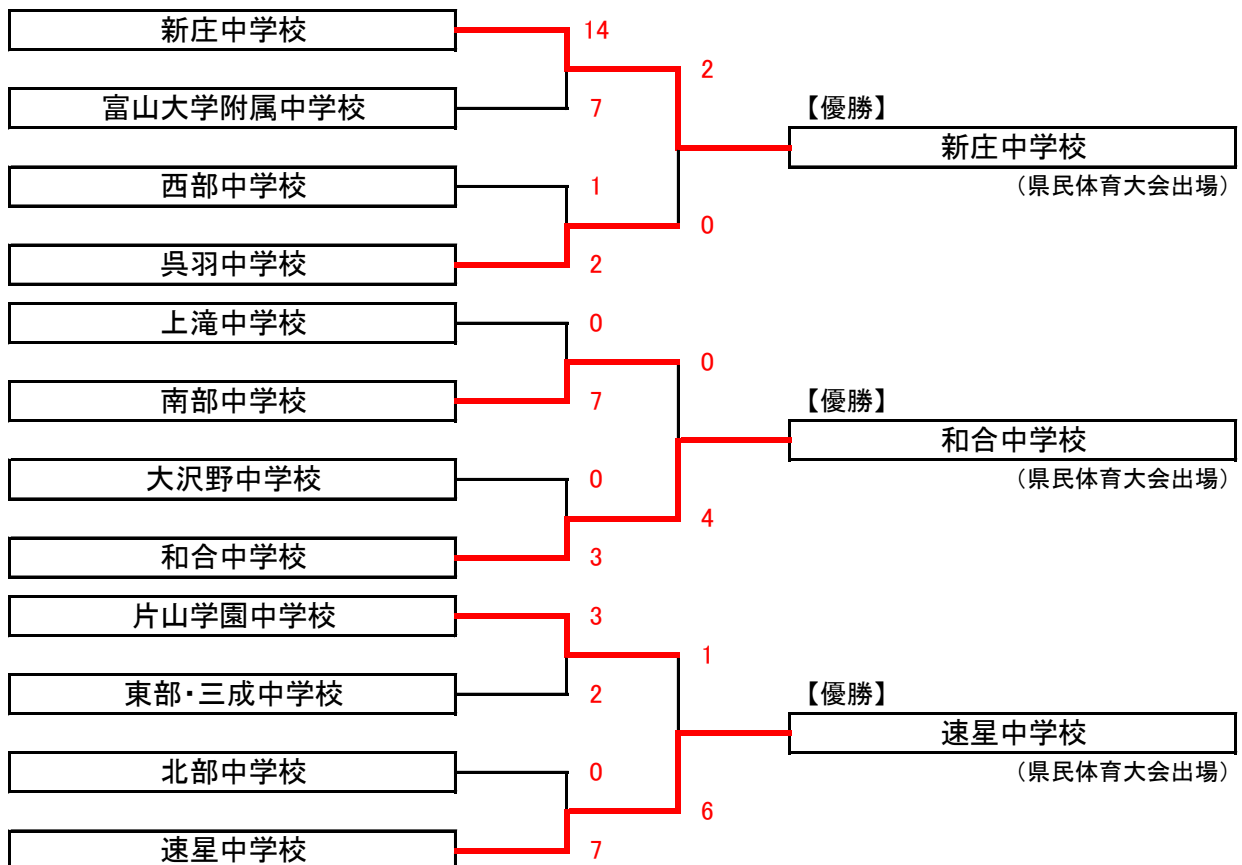 新庄中学校
14
2
富山大学附属中学校
7
【優勝】
新庄中学校
西部中学校
1
（県民体育大会出場）
0
呉羽中学校
2
上滝中学校
0
0
南部中学校
7
【優勝】
和合中学校
大沢野中学校
0
（県民体育大会出場）
4
和合中学校
3
片山学園中学校
3
1
東部・三成中学校
2
【優勝】
速星中学校
北部中学校
0
（県民体育大会出場）
6
速星中学校
7